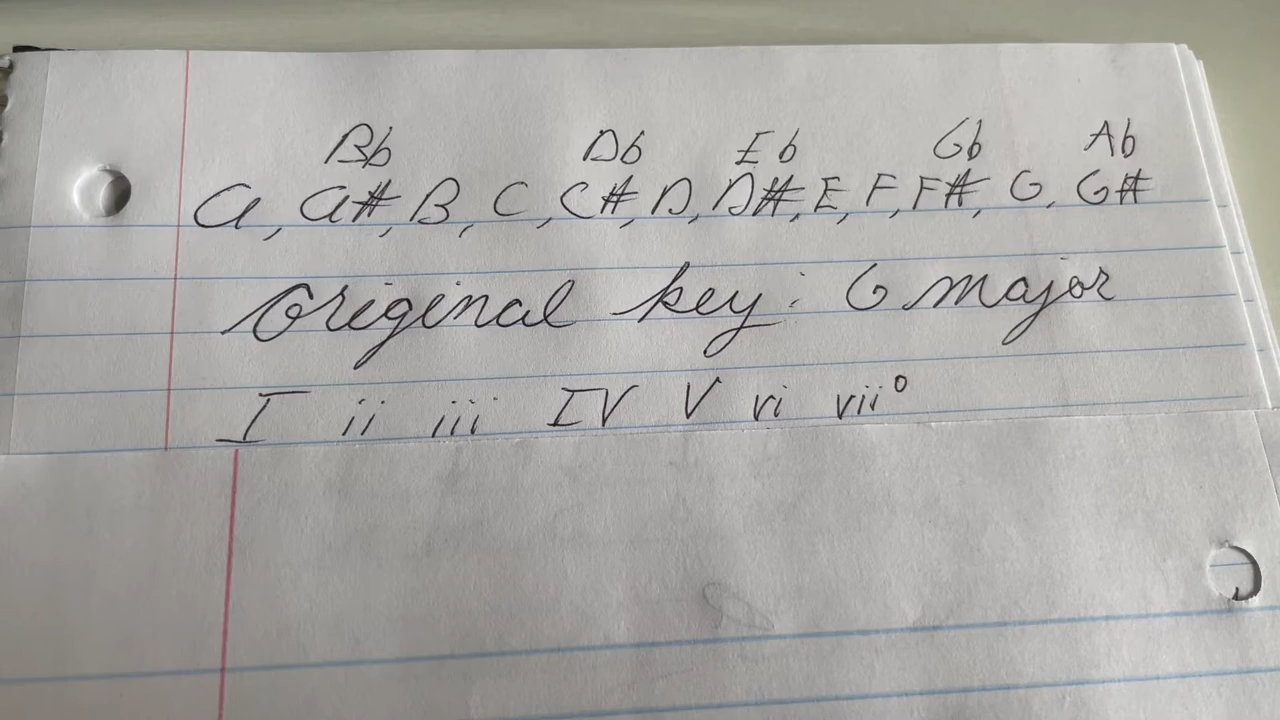 Bb Db Eb Gb Ab
A, A#, B, C, C#, D, D#, E, F, F#, G, G#
Original key: G major
I ii iii IV V vi vii°